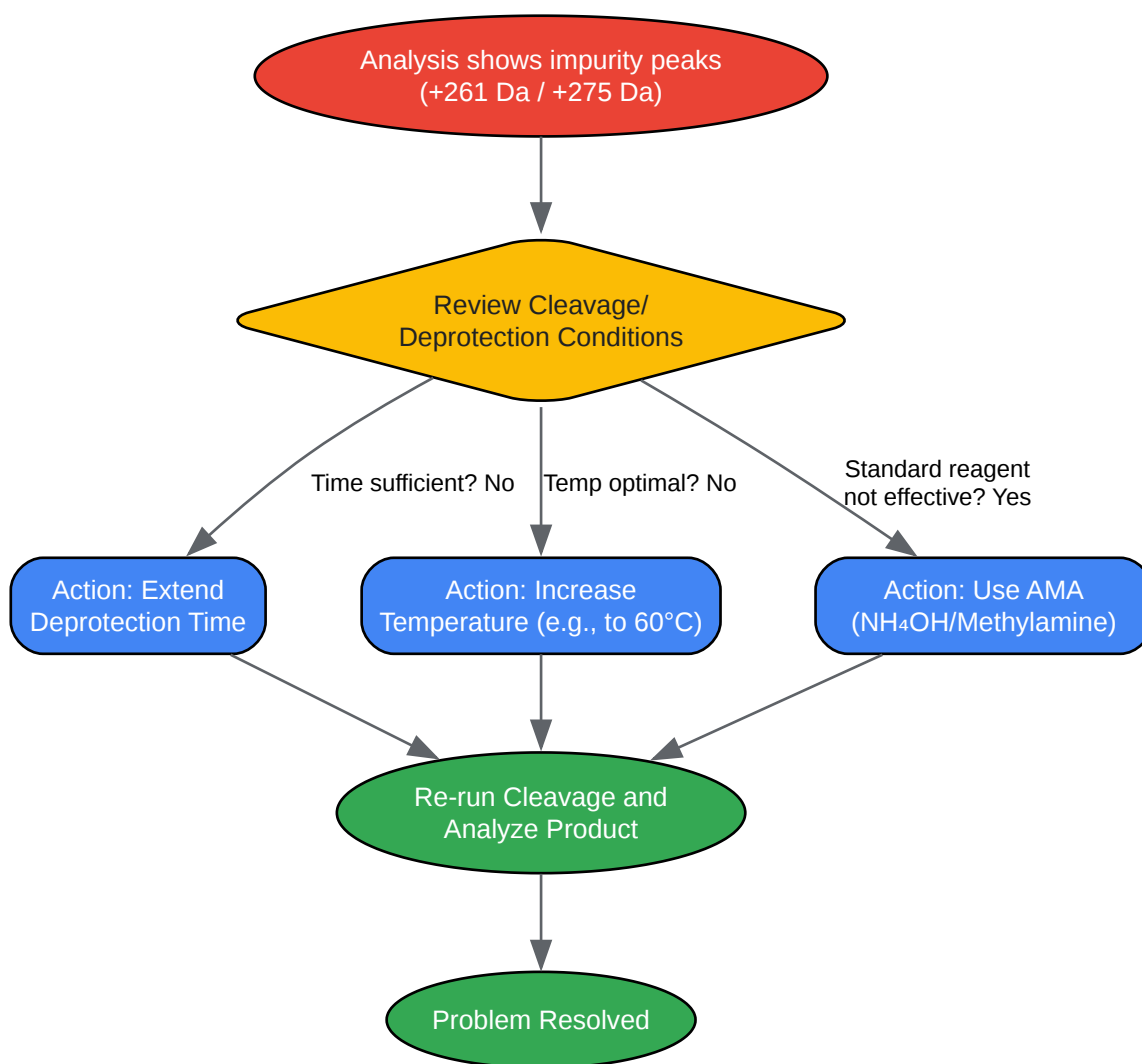 Analysis shows impurity peaks
(+261 Da / +275 Da)
Review Cleavage/
Deprotection Conditions
Time sufficient? No
Temp optimal? No
Standard reagent
not effective? Yes
Action: Extend
Deprotection Time
Action: Increase
Temperature (e.g., to 60°C)
Action: Use AMA
(NH₄OH/Methylamine)
Re-run Cleavage and
Analyze Product
Problem Resolved